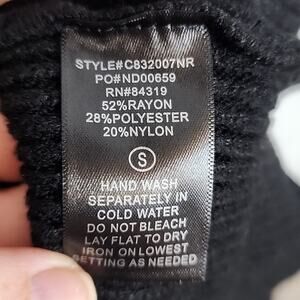 STYLE#C832007NR
PO#ND00659
RN#84319
52%RAYON
28%POLYESTER
20%NYLON
S
HAND WASH
SEPARATELY IN
COLD WATER
DO NOT BLEACH
LAY FLAT TO DRY
IRON ON LOWEST
SETTING AS NEEDED